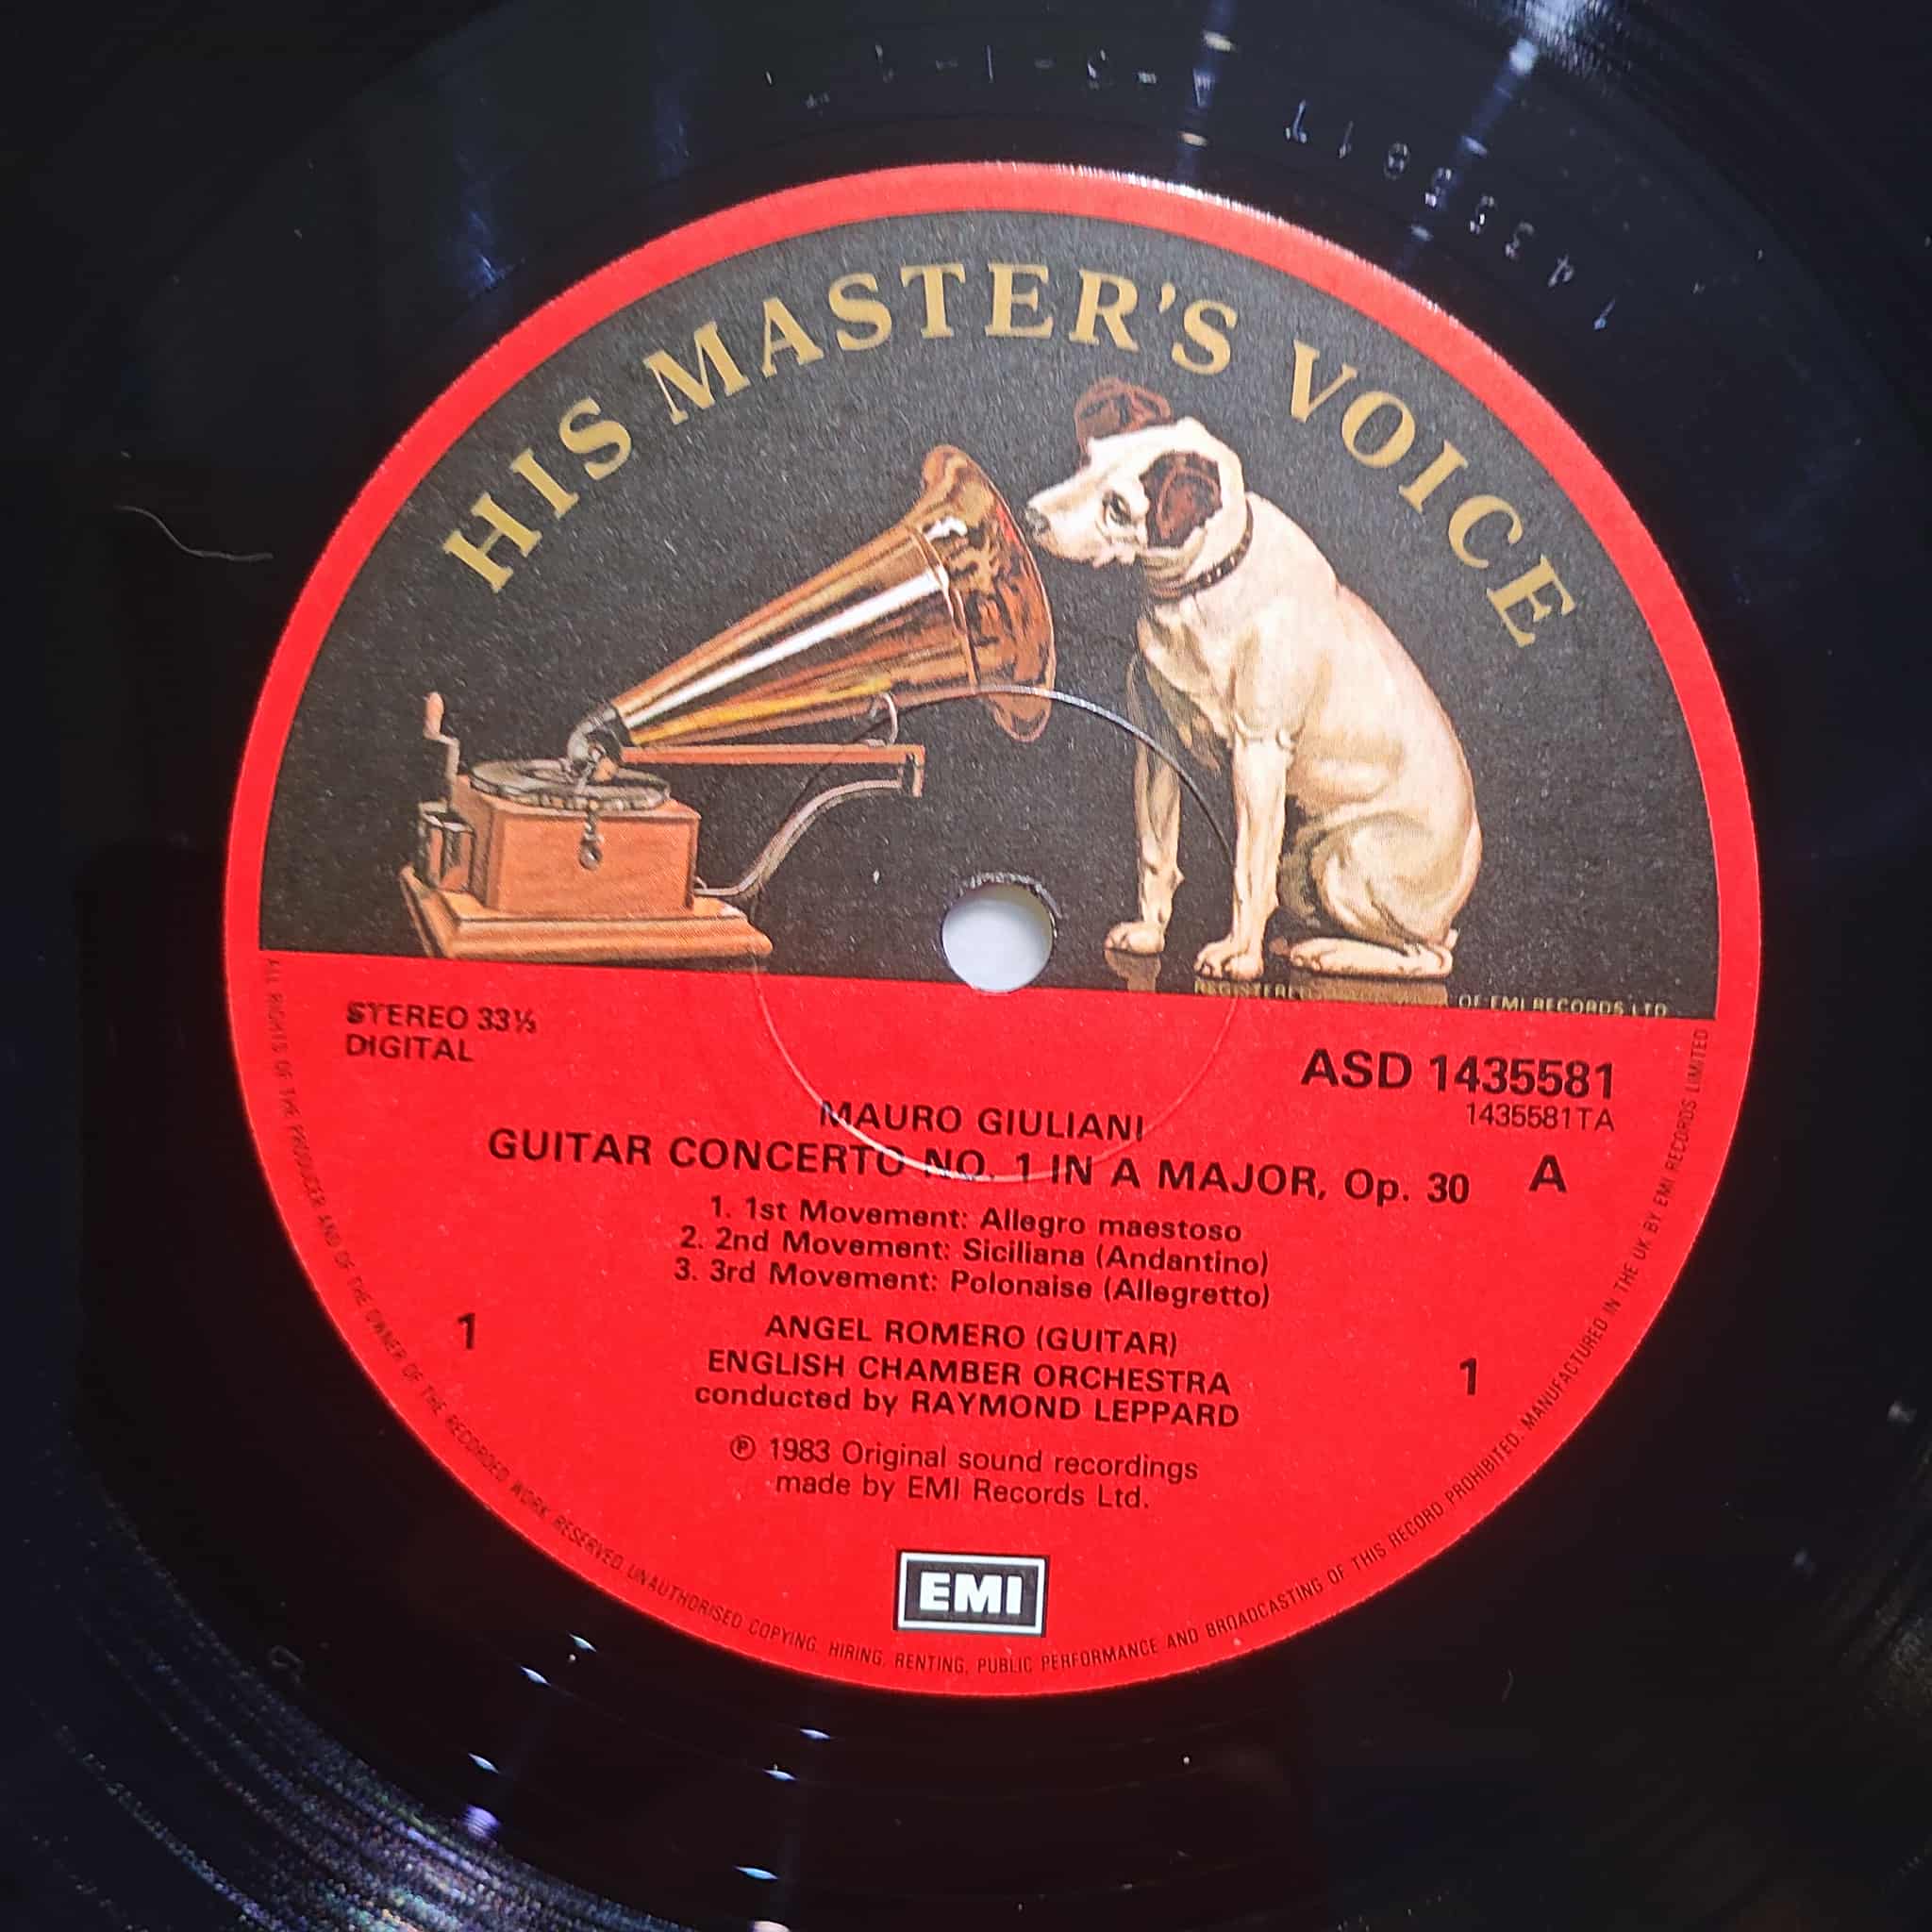 HIS MASTER'S VOICE
OF EMI RECORDS LTD
STEREO 33⅓
DIGITAL
ASD 1435581
1435581TA
MAURO GIULIANI
GUITAR CONCERTO NO. 1 IN A MAJOR, Op. 30
A
1. 1st Movement: Allegro maestoso
2. 2nd Movement: Siciliana (Andantino)
3. 3rd Movement: Polonaise (Allegretto)
1
1
ANGEL ROMERO (GUITAR)
ENGLISH CHAMBER ORCHESTRA
conducted by RAYMOND LEPPARD
℗ 1983 Original sound recordings
made by EMI Records Ltd.
EMI
ALL RIGHTS OF THE PRODUCER AND OF THE OWNER OF THE RECORDED WORK RESERVED. UNAUTHORISED COPYING, HIRING, RENTING, PUBLIC PERFORMANCE AND BROADCASTING OF THIS RECORD PROHIBITED. MANUFACTURED IN THE UK BY EMI RECORDS LIMITED